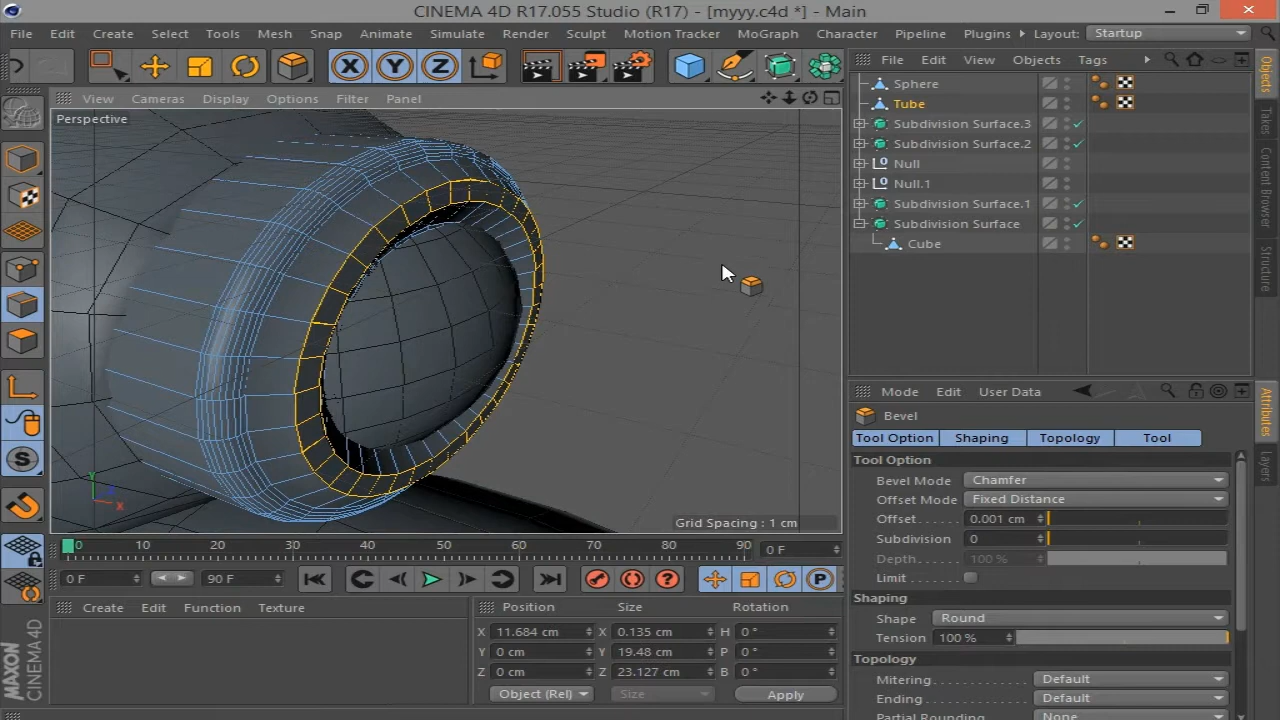 CINEMA 4D R17.055 Studio (R17) - [myyy.c4d *] - Main
File Edit Create Select Tools Mesh Snap Animate Simulate Render Sculpt Motion Tracker MoGraph Character Pipeline Plugins Layout: Startup
X Y Z
File Edit View Objects Tags
View Cameras Display Options Filter Panel
Perspective
Sphere
Tube
Subdivision Surface.3
Subdivision Surface.2
Null
Null.1
Subdivision Surface.1
Subdivision Surface
Cube
Objects
Takes
Content Browser
Structure
Y
X
Grid Spacing : 1 cm
Mode Edit User Data
Bevel
Tool Option Shaping Topology Tool
Tool Option
Bevel Mode Chamfer
Offset Mode Fixed Distance
Offset . . . . . . 0.001 cm
Subdivision 0
Depth. . . . . . 100 %
Limit . . . . . .
Shaping
Shape Round
Tension 100 %
Topology
Mitering . . . . . . . . . . . Default
Ending . . . . . . . . . . . . Default
Partial Rounding None
Attributes
Layers
0 10 20 30 40 50 60 70 80 90 0 F
0 F 90 F P
Create Edit Function Texture
Position Size Rotation
X 11.684 cm X 0.135 cm H 0 °
Y 0 cm Y 19.48 cm P 0 °
Z 0 cm Z 23.127 cm B 0 °
Object (Rel) Size Apply
MAXON
CINEMA 4D